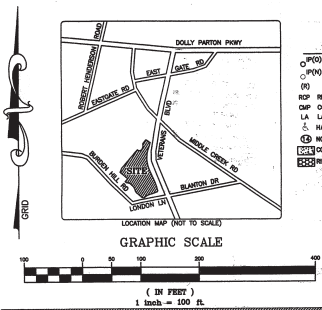 DOLLY PARTON PKWY
ROBERT HENDERSON ROAD
EAST GATE RD
EASTGATE RD
VETERANS BLVD
MIDDLE CREEK RD
BURDEN HILL RD
SITE
BLANTON DR
LONDON LN
LOCATION MAP (NOT TO SCALE)
GRID
IP(O)
IP(N)
(R)
RCP
CMP
LA
14
GRAPHIC SCALE
100 0 50 100 200 400
( IN FEET )
1 inch = 100 ft.